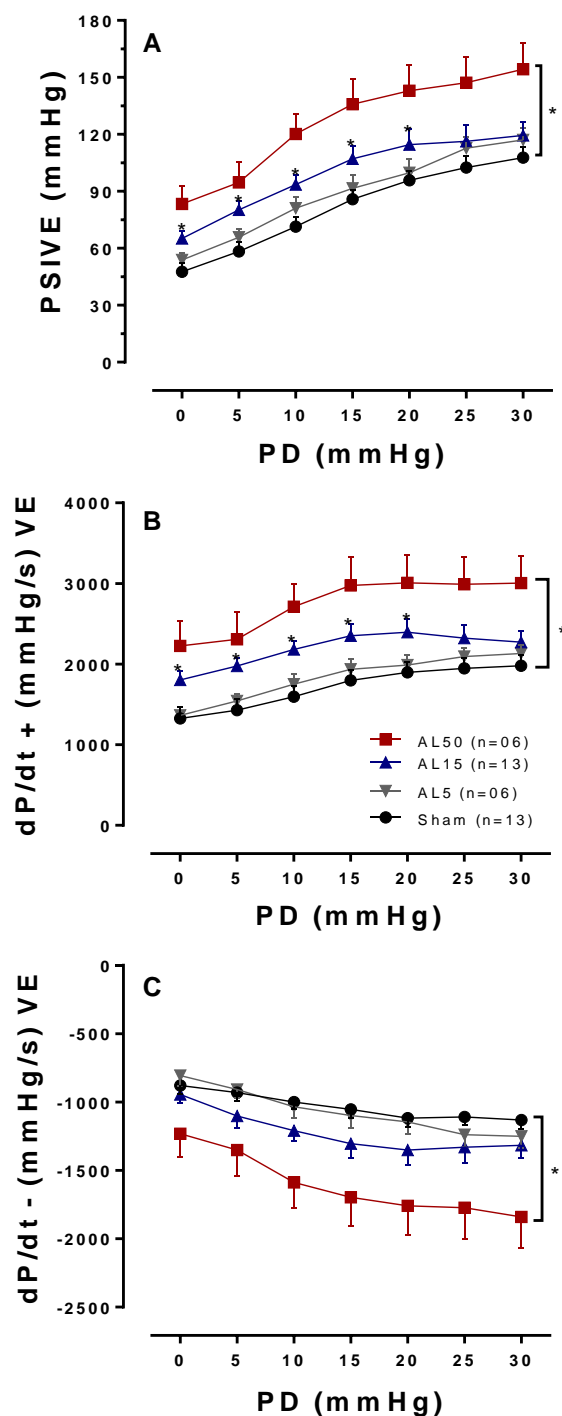 A
PSIVE (mmHg)
180
150
120
90
60
30
0
*
*
*
*
*
*
0 5 10 15 20 25 30
PD (mmHg)
B
dP/dt + (mmHg/s) VE
4000
3000
2000
1000
0
*
*
*
*
*
*
AL50 (n=06)
AL15 (n=13)
AL5 (n=06)
Sham (n=13)
0 5 10 15 20 25 30
PD (mmHg)
C
dP/dt - (mmHg/s) VE
0
-500
-1000
-1500
-2000
-2500
*
0 5 10 15 20 25 30
PD (mmHg)